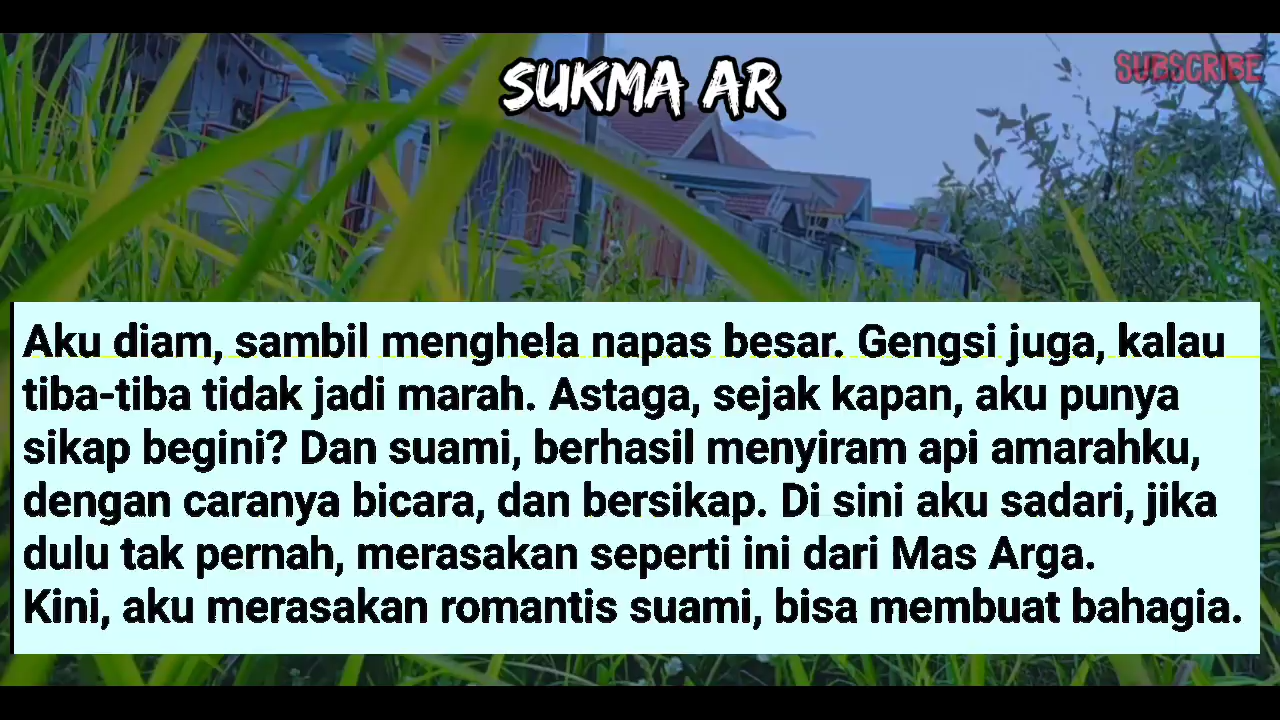 SUKMA AR
SUBSCRIBE
Aku diam, sambil menghela napas besar. Gengsi juga, kalau
tiba-tiba tidak jadi marah. Astaga, sejak kapan, aku punya
sikap begini? Dan suami, berhasil menyiram api amarahku,
dengan caranya bicara, dan bersikap. Di sini aku sadari, jika
dulu tak pernah, merasakan seperti ini dari Mas Arga.
Kini, aku merasakan romantis suami, bisa membuat bahagia.